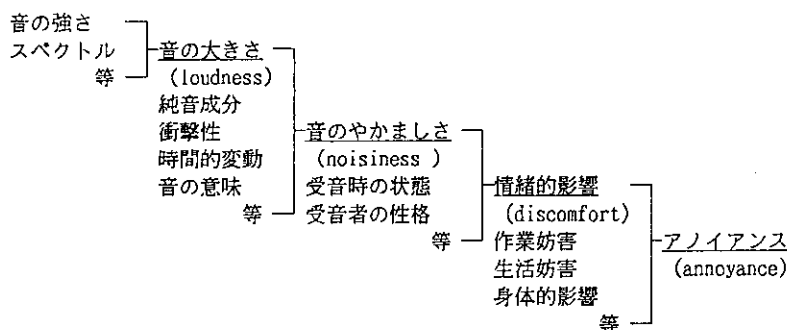 音の強さ
スペクトル
等
音の大きさ
(loudness)
純音成分
衝撃性
時間的変動
音の意味
等
音のやかましさ
(noisiness )
受音時の状態
受音者の性格
等
情緒的影響
(discomfort)
作業妨害
生活妨害
身体的影響
等
アノイアンス
(annoyance)